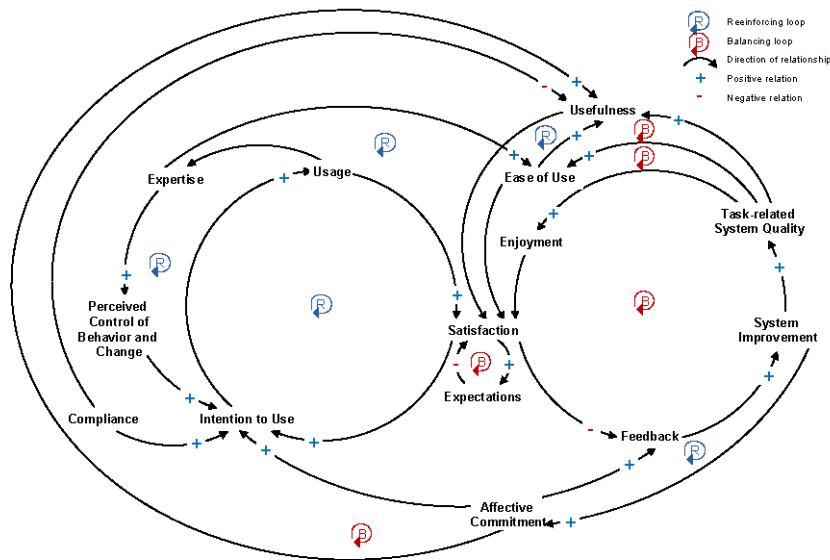 R Reeinforcing loop
B Balancing loop
Direction of relationship
+ Positive relation
- Negative relation
- +
Usefulness
+ +
R R B
B
+ + +
Usage
Expertise
+
Ease of Use
+
Enjoyment
Task-related
System Quality
R
+
+
+
R
B
Perceived
Control of
Behavior and
Change
Satisfaction
System
Improvement
- B +
Expectations
+
+
Compliance
Intention to Use
-
Feedback
+
+
+
+
R
Affective
Commitment
+
B